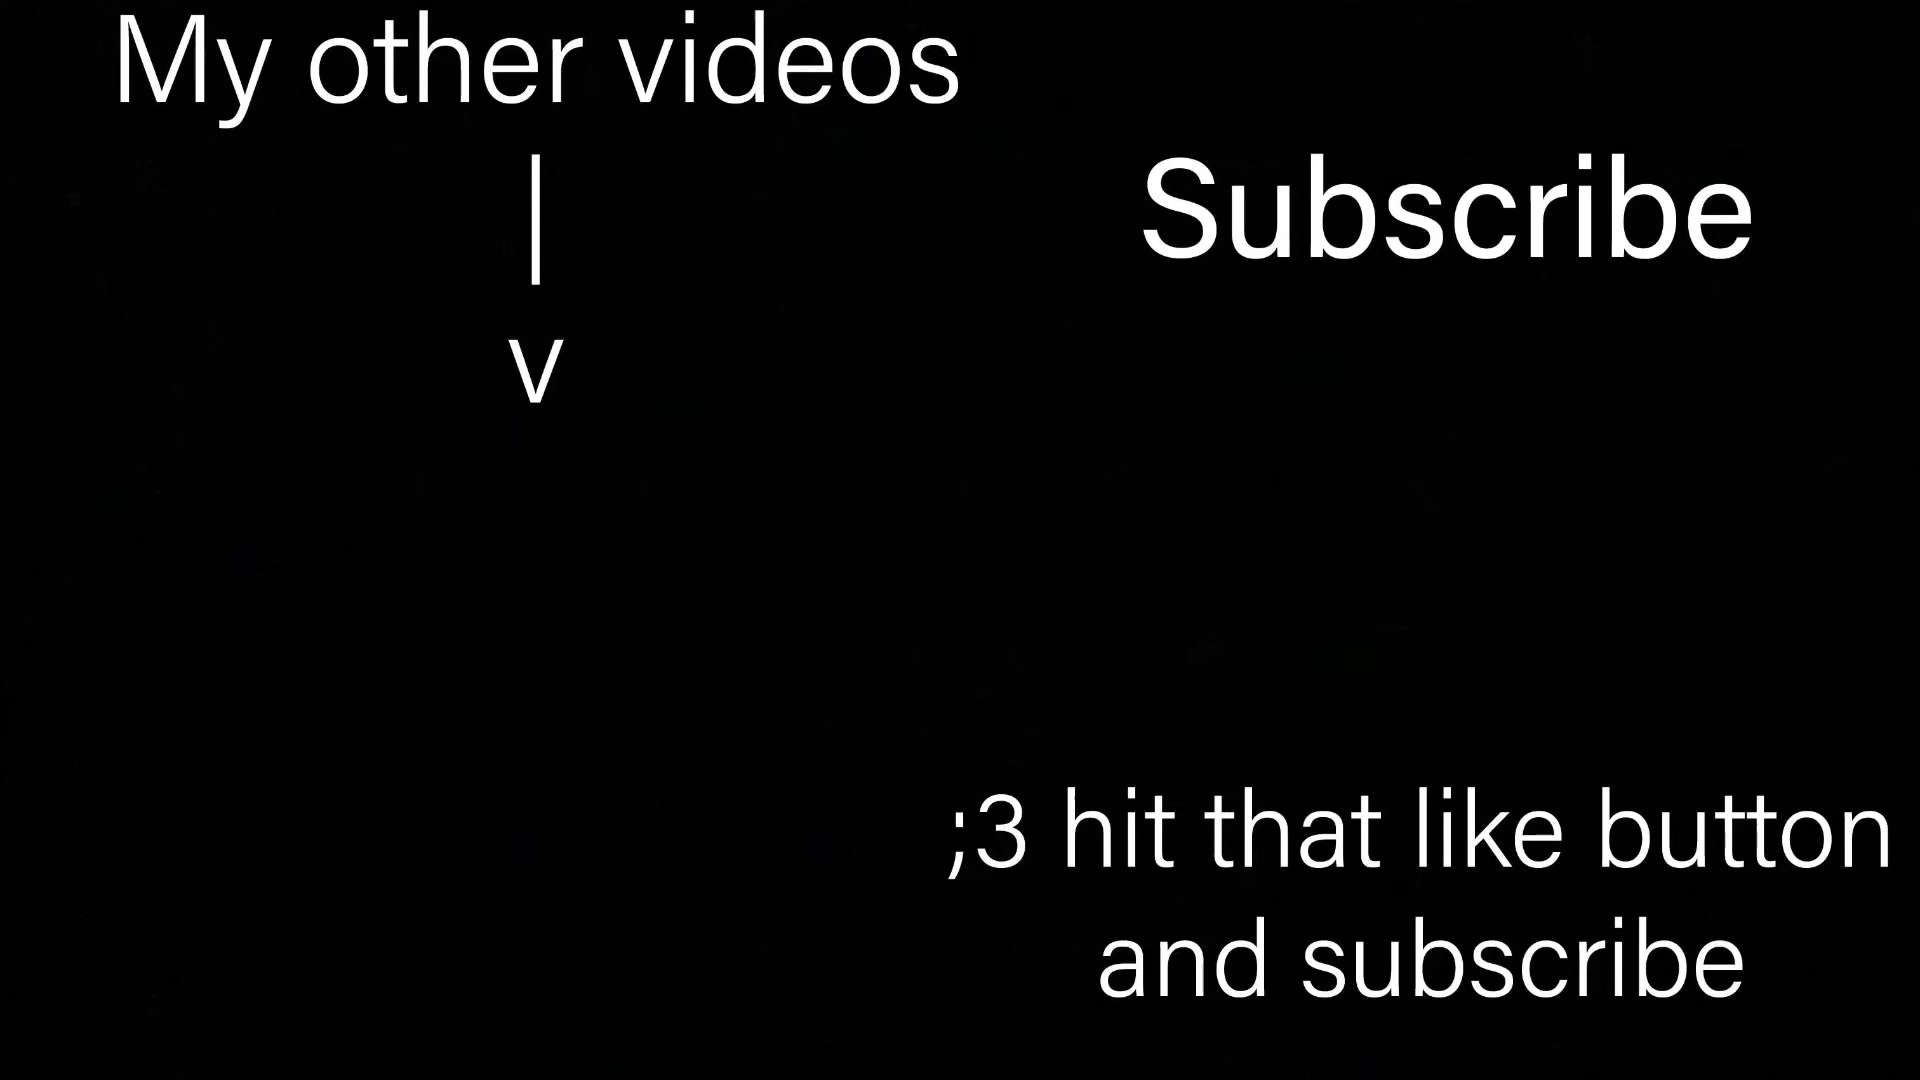 My other videos
|
v
Subscribe
;3 hit that like button
and subscribe